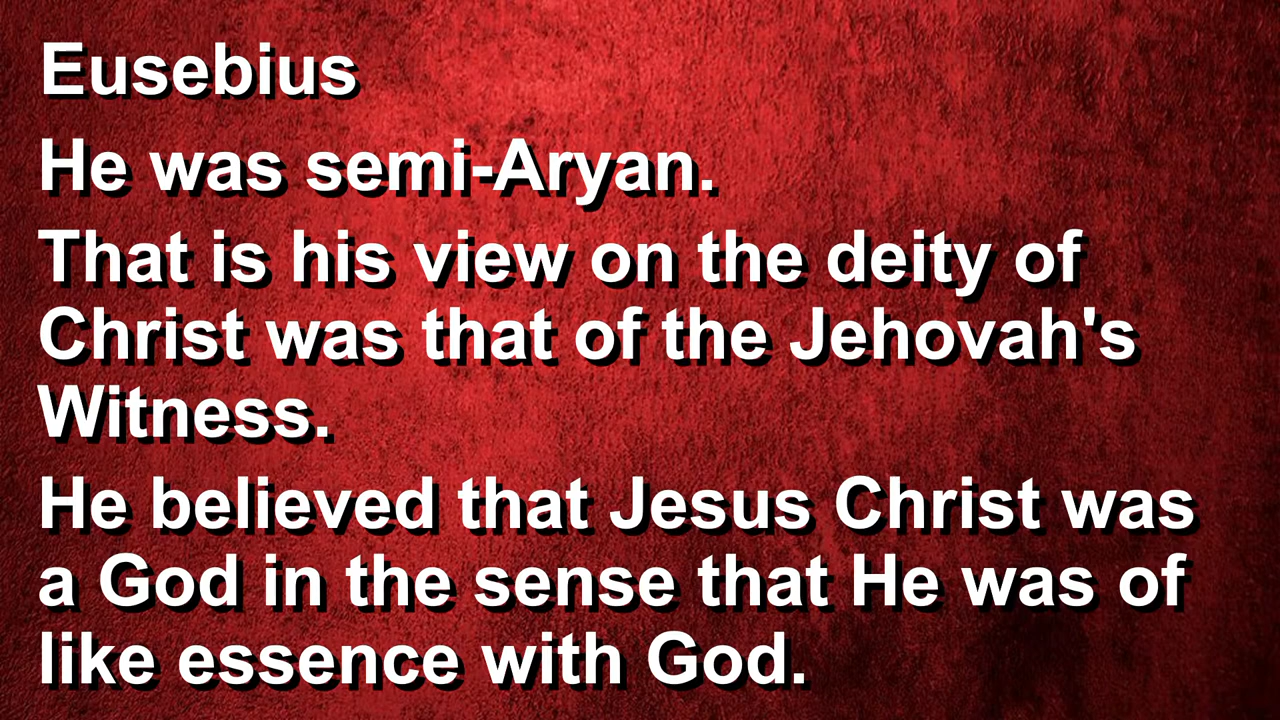 Eusebius
He was semi-Aryan.
That is his view on the deity of
Christ was that of the Jehovah's
Witness.
He believed that Jesus Christ was
a God in the sense that He was of
like essence with God.